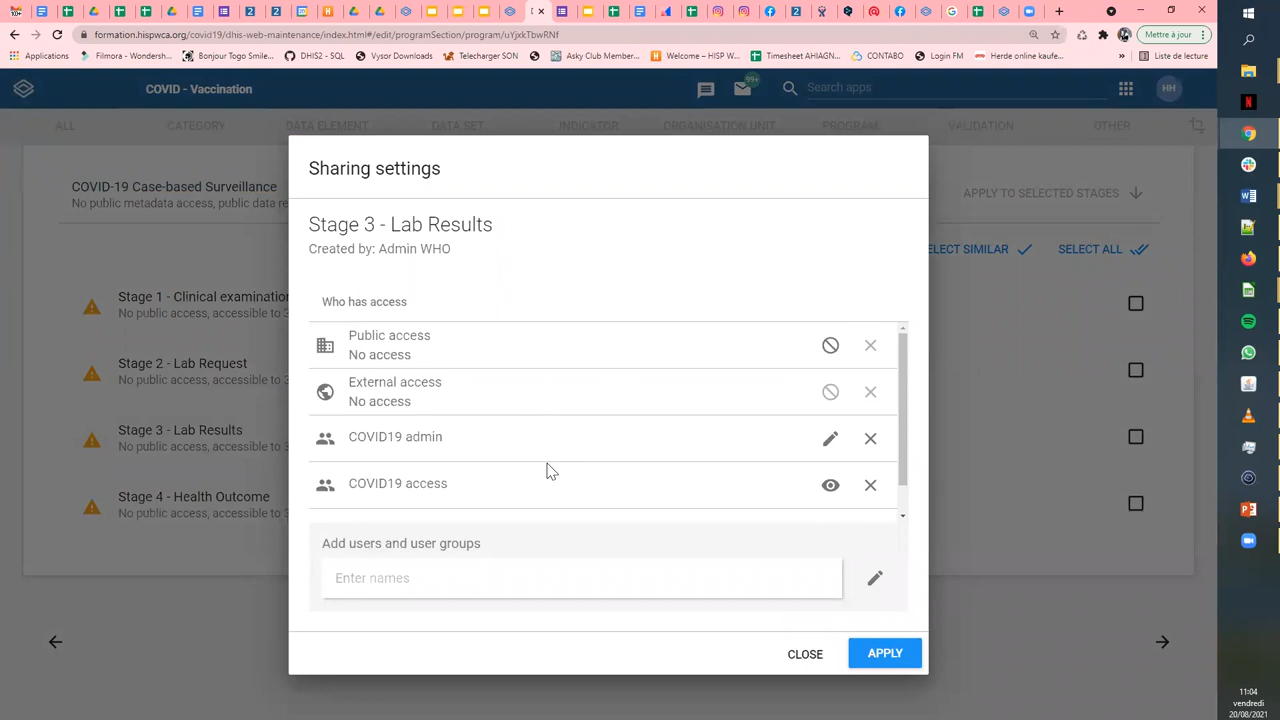 Mettre à jour
formation.hispwca.org/covid19/dhis-web-maintenance/index.html#/edit/programSection/program/uYjxkTbwRNf
Applications Filmora - Wondersh... Bonjour Togo Smile... DHIS2 - SQL Vysor Downloads Telecharger SON Asky Club Member... Welcome – HISP W... Timesheet AHIAGN... CONTABO Login FM Herde online kaufe... » Liste de lecture
COVID - Vaccination
99+
Search apps
HH
ALL CATEGORY DATA ELEMENT DATA SET INDICATOR ORGANISATION UNIT PROGRAM VALIDATION OTHER
Sharing settings
COVID-19 Case-based Surveillance
No public metadata access, public data re
APPLY TO SELECTED STAGES
Stage 3 - Lab Results
Created by: Admin WHO
ELECT SIMILAR
SELECT ALL
Who has access
Stage 1 - Clinical examination
No public access, accessible to 3
Public access
No access
Stage 2 - Lab Request
No public access, accessible to 3
External access
No access
Stage 3 - Lab Results
No public access, accessible to 3
COVID19 admin
COVID19 access
Stage 4 - Health Outcome
No public access, accessible to 3
Add users and user groups
Enter names
CLOSE
APPLY
11:04
vendredi
20/08/2021